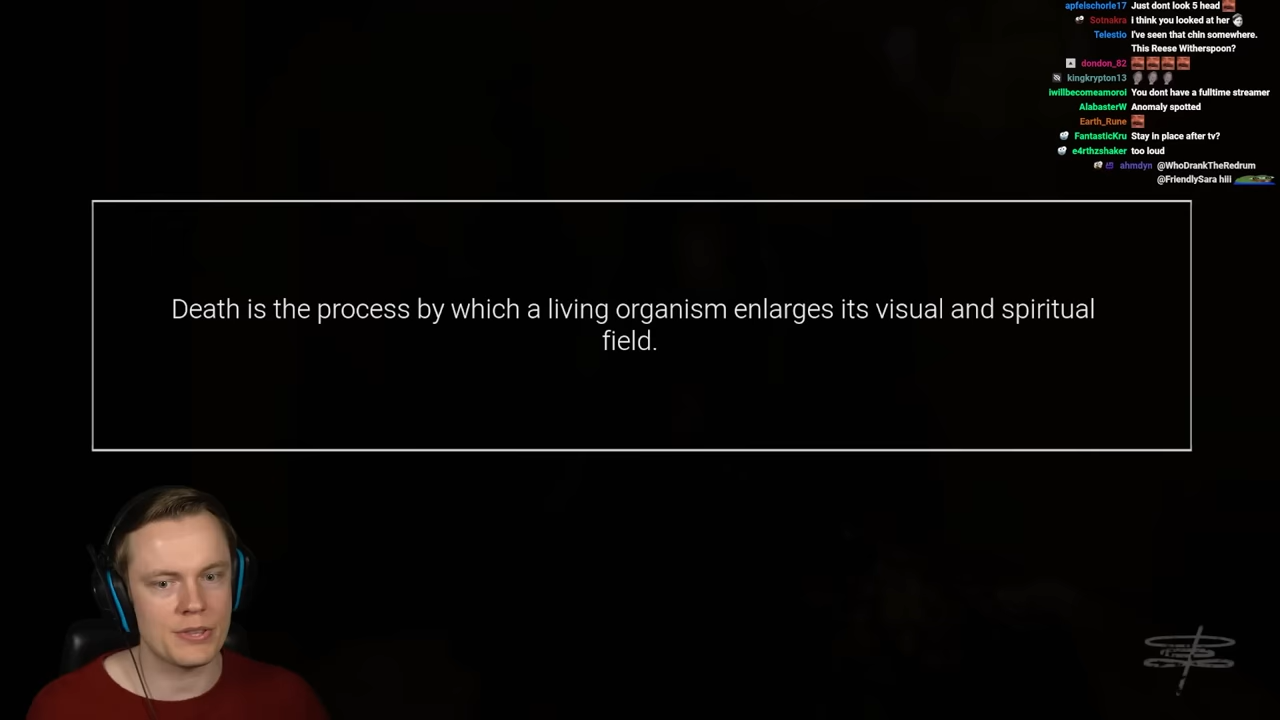 apfelschorle17 Just dont look 5 head
Sotnakra i think you looked at her
Telestio I've seen that chin somewhere.
This Reese Witherspoon?
dondon_82
kingkrypton13
iwillbecomeamoroi You dont have a fulltime streamer
AlabasterW Anomaly spotted
Earth_Rune
FantasticKru Stay in place after tv?
e4rthzshaker too loud
ahmdyn @WhoDrankTheRedrum
@FriendlySara hiii
Death is the process by which a living organism enlarges its visual and spiritual
field.